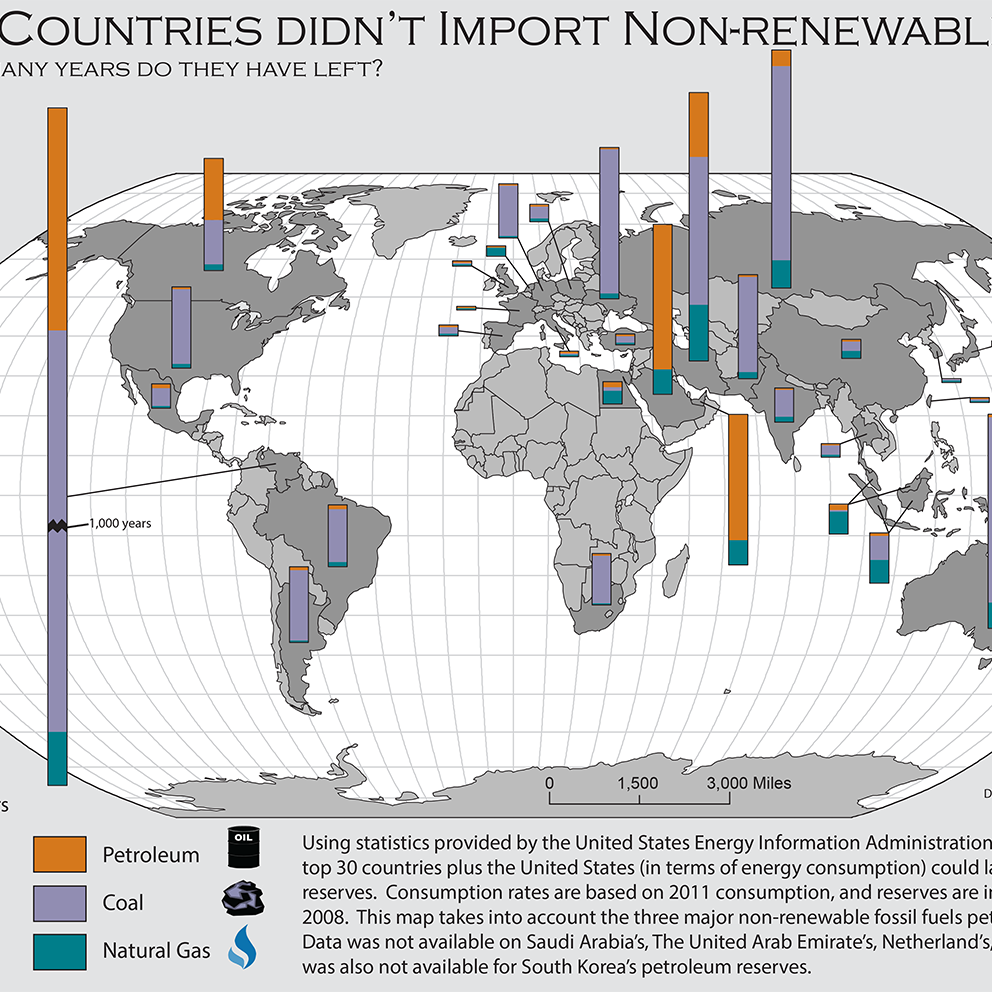 COUNTRIES DIDN'T IMPORT NON-RENEWABL
ANY YEARS DO THEY HAVE LEFT?
1,000 years
0 1,500 3,000 Miles
D
rs
OIL
Petroleum
Coal
Natural Gas
Using statistics provided by the United States Energy Information Administration
top 30 countries plus the United States (in terms of energy consumption) could la
reserves. Consumption rates are based on 2011 consumption, and reserves are in
2008. This map takes into account the three major non-renewable fossil fuels pet
Data was not available on Saudi Arabia's, The United Arab Emirate's, Netherland's,
was also not available for South Korea's petroleum reserves.